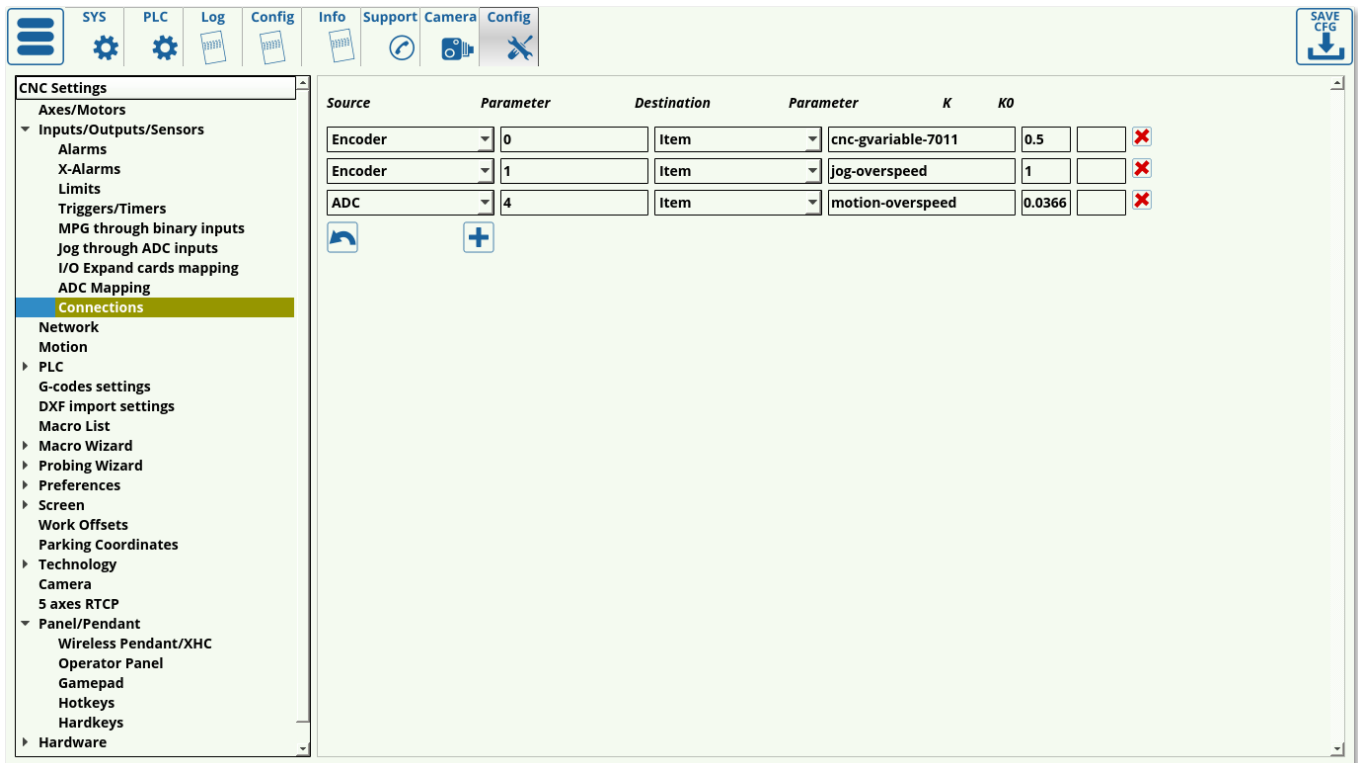 SYS PLC Log Config Info Support Camera Config
SAVE
CFG
CNC Settings
Axes/Motors
Inputs/Outputs/Sensors
Alarms
X-Alarms
Limits
Triggers/Timers
MPG through binary inputs
Jog through ADC inputs
I/O Expand cards mapping
ADC Mapping
Connections
Network
Motion
PLC
G-codes settings
DXF import settings
Macro List
Macro Wizard
Probing Wizard
Preferences
Screen
Work Offsets
Parking Coordinates
Technology
Camera
5 axes RTCP
Panel/Pendant
Wireless Pendant/XHC
Operator Panel
Gamepad
Hotkeys
Hardkeys
Hardware
Source Parameter Destination Parameter K K0
Encoder 0 Item cnc-gvariable-7011 0.5
Encoder 1 Item jog-overspeed 1
ADC 4 Item motion-overspeed 0.0366